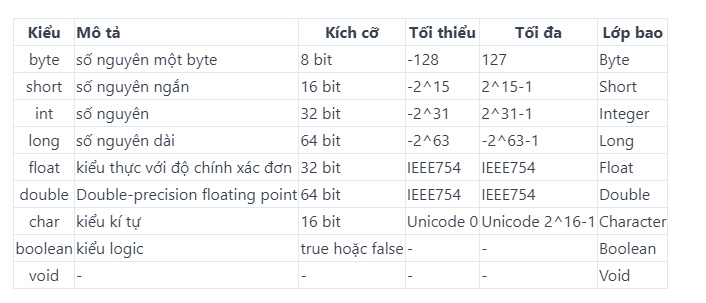 Kiểu Mô tả Kích cỡ Tối thiểu Tối đa Lớp bao
byte số nguyên một byte 8 bit -128 127 Byte
short số nguyên ngắn 16 bit -2^15 2^15-1 Short
int số nguyên 32 bit -2^31 2^31-1 Integer
long số nguyên dài 64 bit -2^63 -2^63-1 Long
float kiểu thực với độ chính xác đơn 32 bit IEEE754 IEEE754 Float
double Double-precision floating point 64 bit IEEE754 IEEE754 Double
char kiểu kí tự 16 bit Unicode 0 Unicode 2^16-1 Character
boolean kiểu logic true hoặc false - - Boolean
void - - - - Void